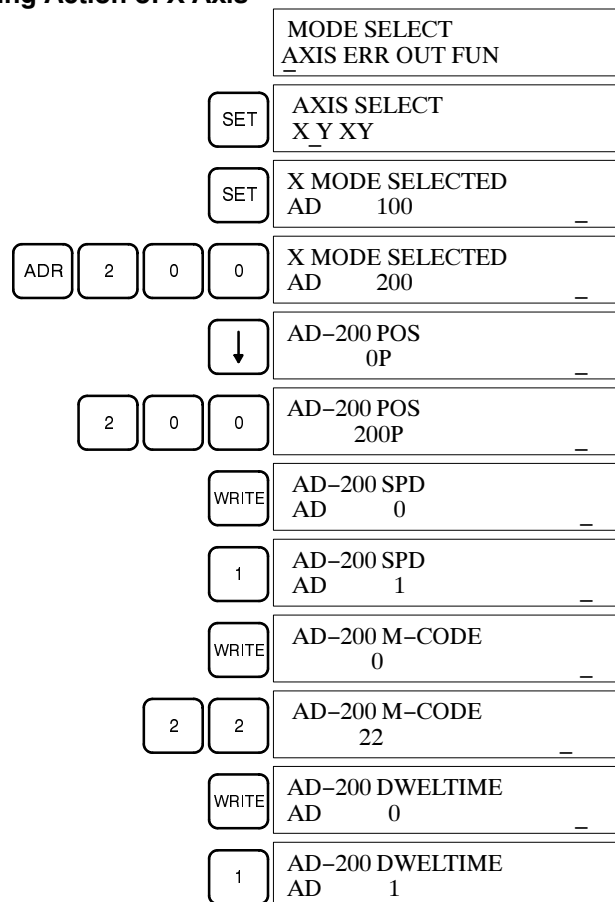 Action of X Axis
MODE SELECT
AXIS ERR OUT FUN
SET
AXIS SELECT
X Y XY
SET
X MODE SELECTED
AD 100 _
ADR 2 0 0
X MODE SELECTED
AD 200 _
↓
AD−200 POS
0P _
2 0 0
AD−200 POS
200P _
WRITE
AD−200 SPD
AD 0 _
1
AD−200 SPD
AD 1 _
WRITE
AD−200 M−CODE
0 _
2 2
AD−200 M−CODE
22 _
WRITE
AD−200 DWELTIME
AD 0 _
1
AD−200 DWELTIME
AD 1